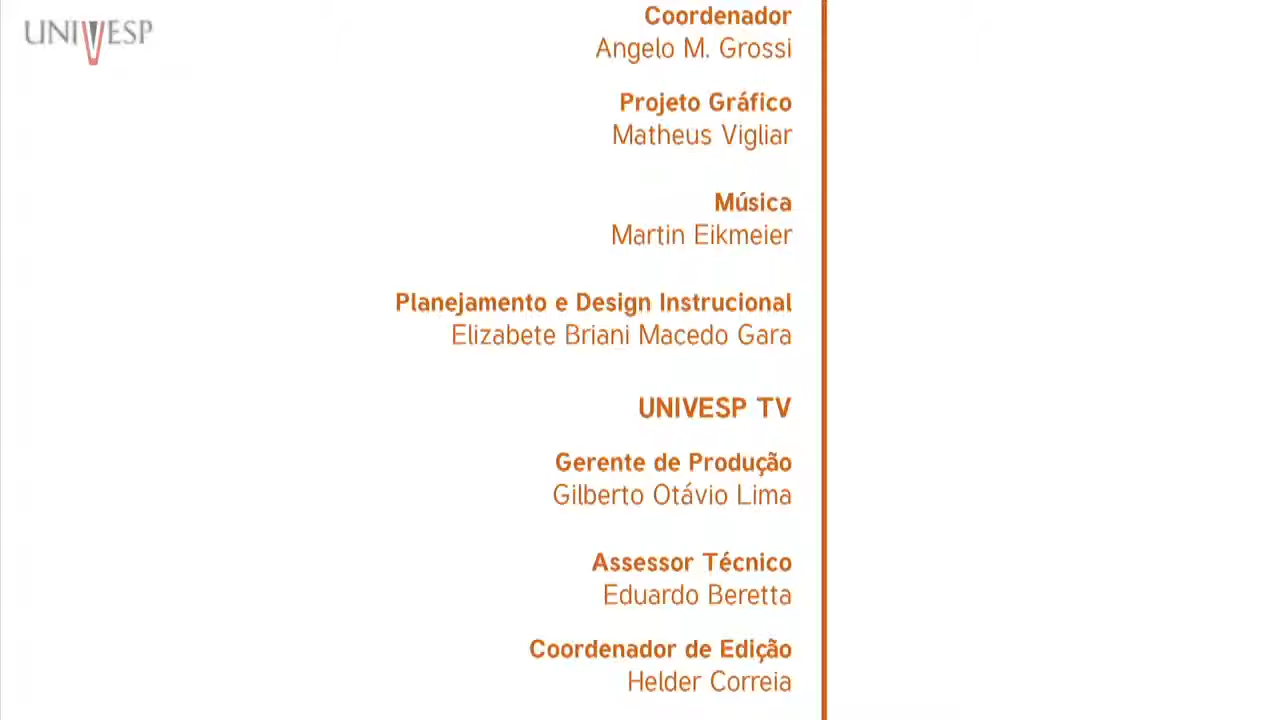 UNIVESP
Coordenador
Angelo M. Grossi
Projeto Gráfico
Matheus Vigliar
Música
Martin Eikmeier
Planejamento e Design Instrucional
Elizabete Briani Macedo Gara
UNIVESP TV
Gerente de Produção
Gilberto Otávio Lima
Assessor Técnico
Eduardo Beretta
Coordenador de Edição
Helder Correia